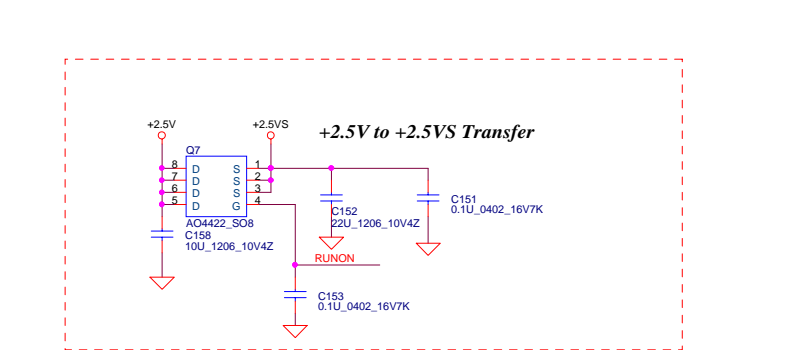 +2.5V
+2.5VS
+2.5V to +2.5VS Transfer
Q7
8 D S 1
7 D S 2
6 D S 3
5 D G 4
AO4422_SO8
C158
10U_1206_10V4Z
C152
22U_1206_10V4Z
C151
0.1U_0402_16V7K
RUNON
C153
0.1U_0402_16V7K